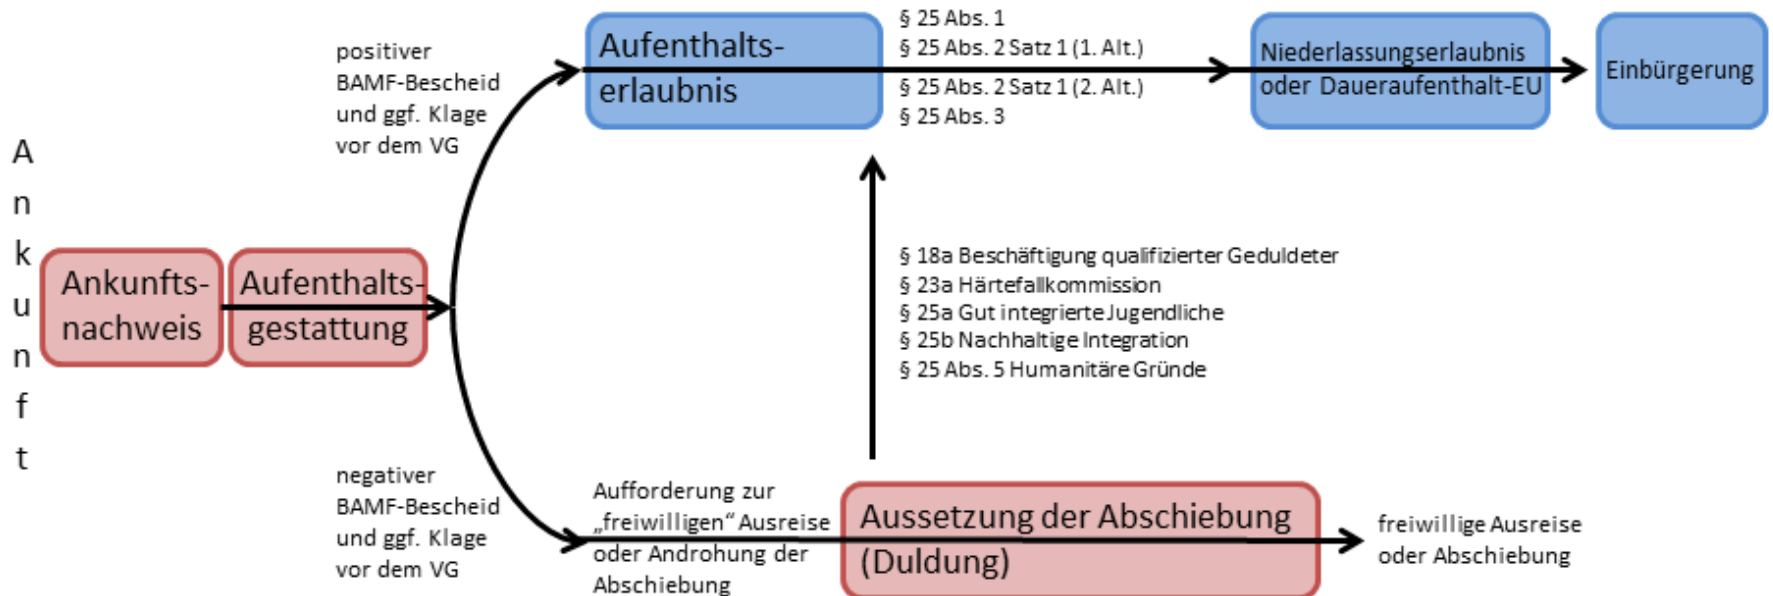 Ankunft
Ankunfts-
nachweis
Aufenthalts-
gestattung
positiver
BAMF-Bescheid
und ggf. Klage
vor dem VG
Aufenthalts-
erlaubnis
§ 25 Abs. 1
§ 25 Abs. 2 Satz 1 (1. Alt.)
§ 25 Abs. 2 Satz 1 (2. Alt.)
§ 25 Abs. 3
Niederlassungserlaubnis
oder Daueraufenthalt-EU
Einbürgerung
§ 18a Beschäftigung qualifizierter Geduldeter
§ 23a Härtefallkommission
§ 25a Gut integrierte Jugendliche
§ 25b Nachhaltige Integration
§ 25 Abs. 5 Humanitäre Gründe
negativer
BAMF-Bescheid
und ggf. Klage
vor dem VG
Aufforderung zur
„freiwilligen“ Ausreise
oder Androhung der
Abschiebung
Aussetzung der Abschiebung
(Duldung)
freiwillige Ausreise
oder Abschiebung